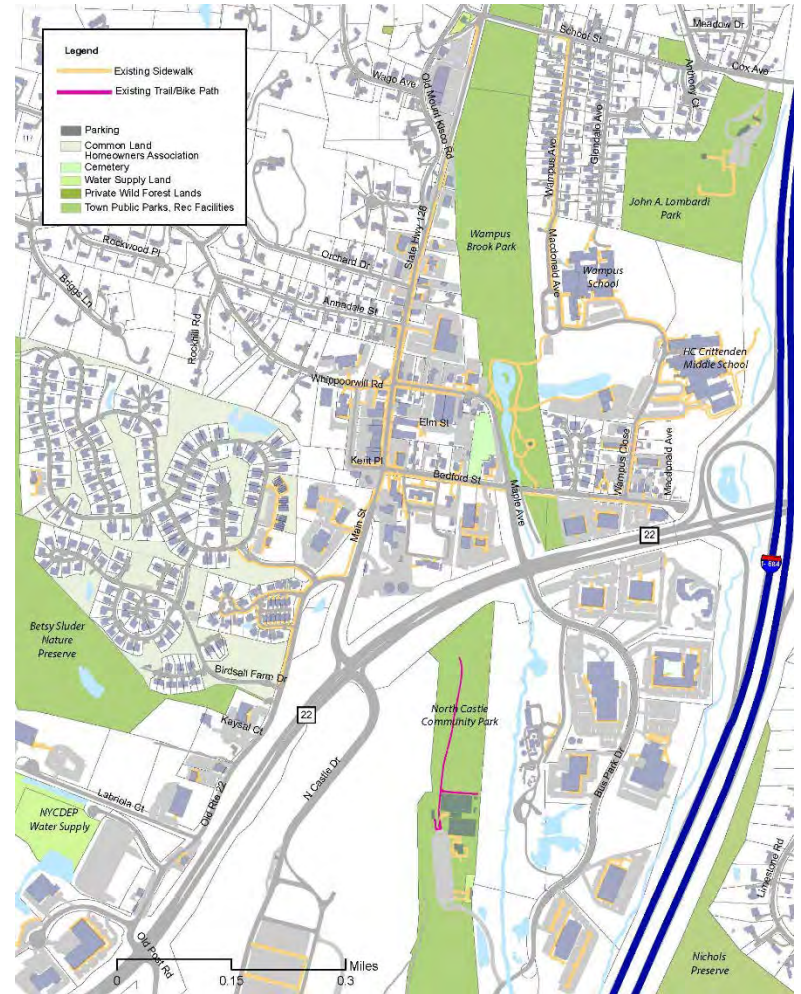 Legend
Existing Sidewalk
Existing Trail/Bike Path
Parking
Common Land
Homeowners Association
Cemetery
Water Supply Land
Private Wild Forest Lands
Town Public Parks, Rec Facilities
Meadow Dr
School St
Cox Ave
Anthony Ct
Wago Ave
Old Mount Kisco Rd
Wampus Ave
Glendale Ave
John A. Lombardi
Park
State Hwy 128
Wampus
Brook Park
Macdonald Ave
Wampus
School
Rockwood Pl
Orchard Dr
Briggs Ln
Annadale St
Rockhill Rd
HC Crittenden
Middle School
Whippoorwill Rd
Elm St
Kent Pl
Bedford St
Wampus Close
Macdonald Ave
Main St
Maple Ave
22
I-684
Betsy Sluder
Nature
Preserve
Birdsall Farm Dr
22
Kaysal Ct
North Castle
Community Park
N Castle Dr
Bus Park Dr
Labriola Ct
Old Rte 22
NYCDEP
Water Supply
Limestone Rd
Old Post Rd
Nichols
Preserve
Miles
0
0.15
0.3